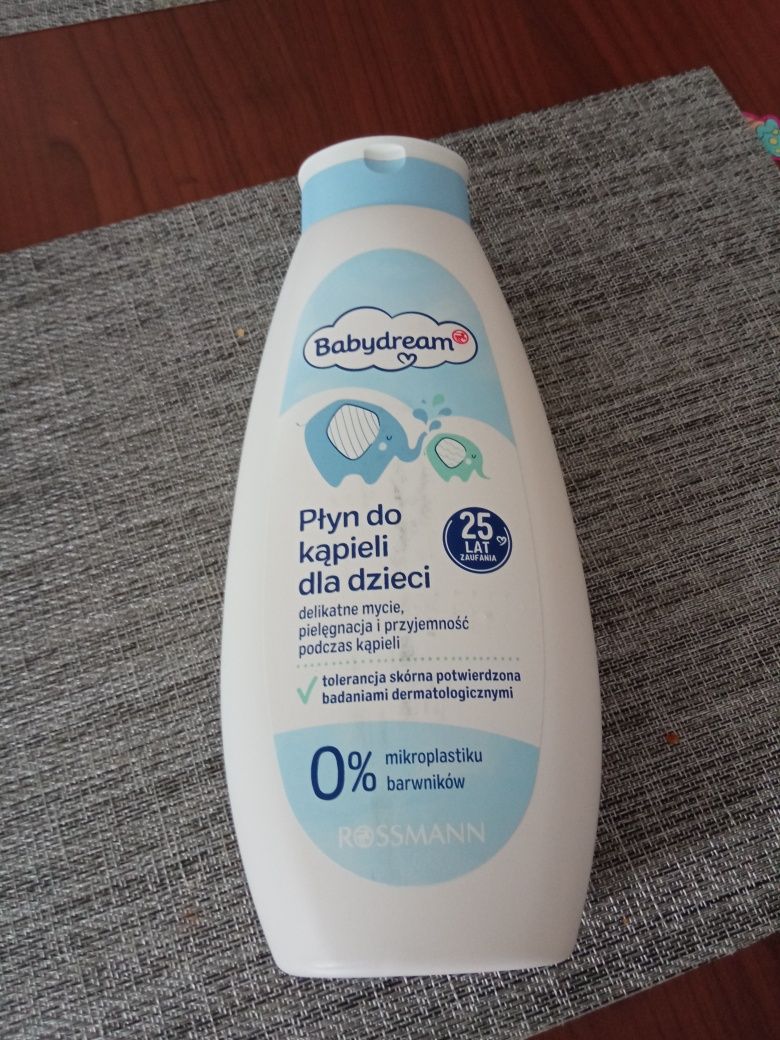 Babydream
Płyn do
kąpieli
dla dzieci
25
LAT
ZAUFANIA
delikatne mycie,
pielęgnacja i przyjemność
podczas kąpieli
tolerancja skórna potwierdzona
badaniami dermatologicznymi
0%
mikroplastiku
barwników
ROSSMANN